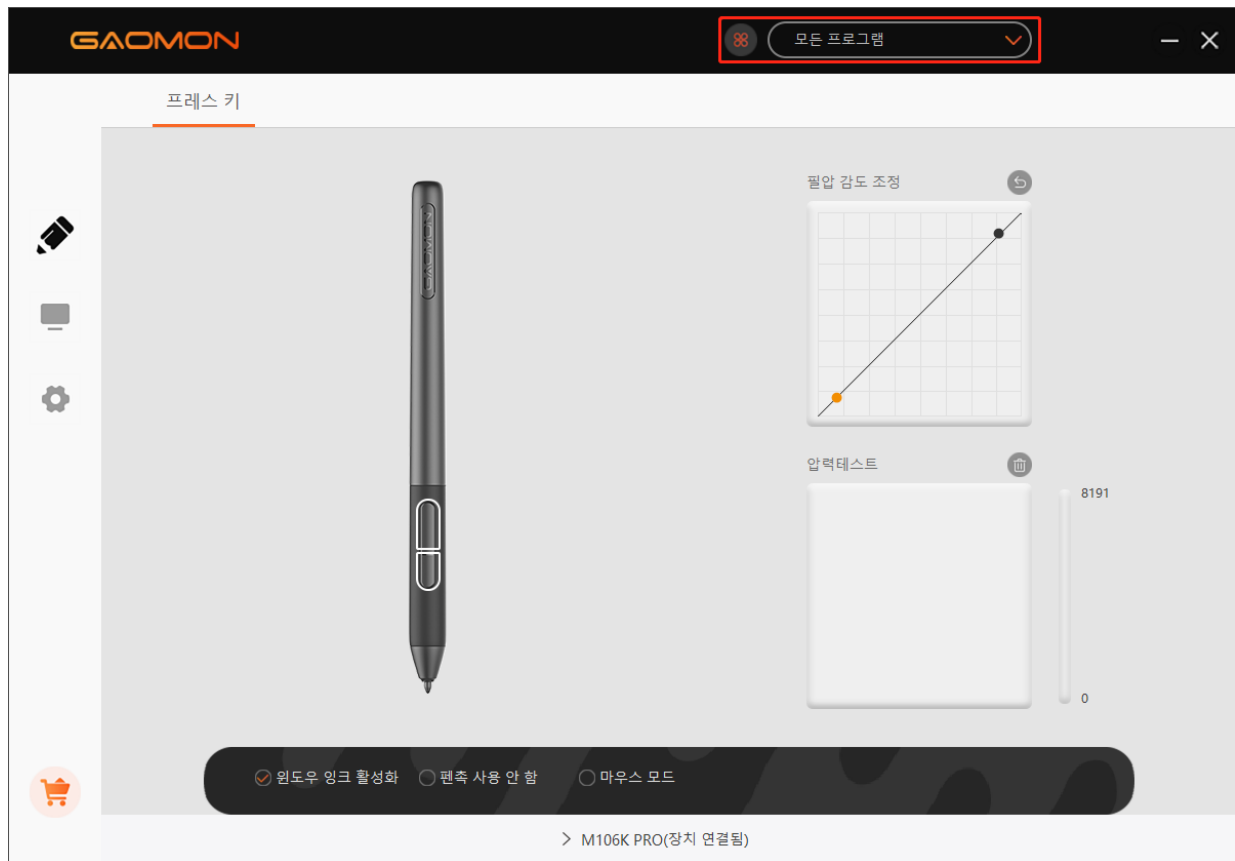 GAOMON
모든 프로그램
프레스 키
GAOMON
필압 감도 조정
압력테스트
8191
0
윈도우 잉크 활성화
펜촉 사용 안 함
마우스 모드
M106K PRO(장치 연결됨)